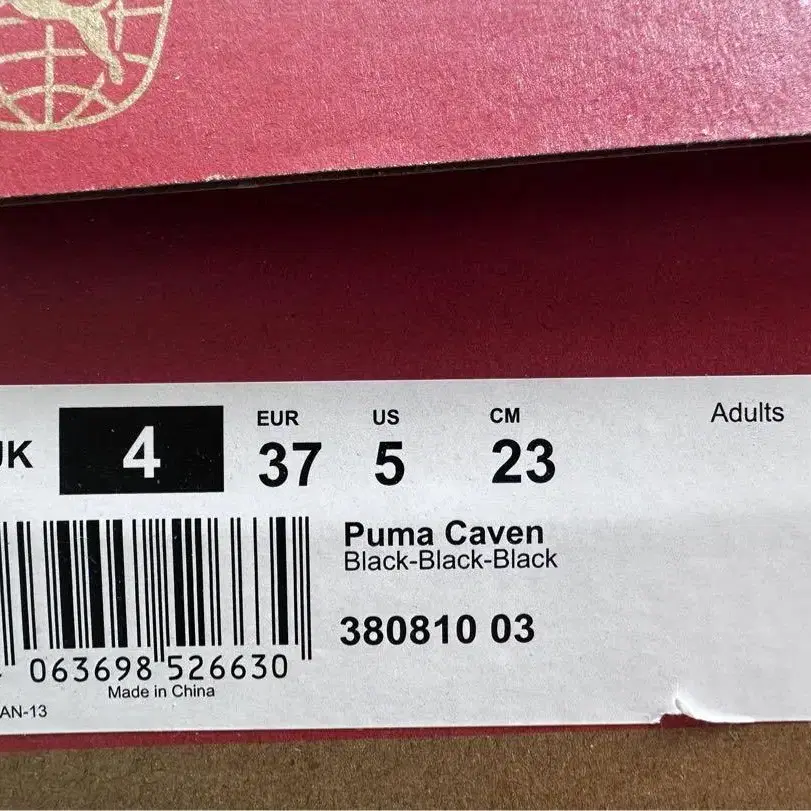 UK 4 EUR 37 US 5 CM 23 Adults
Puma Caven
Black-Black-Black
380810 03
063698 526630
Made in China
AN-13